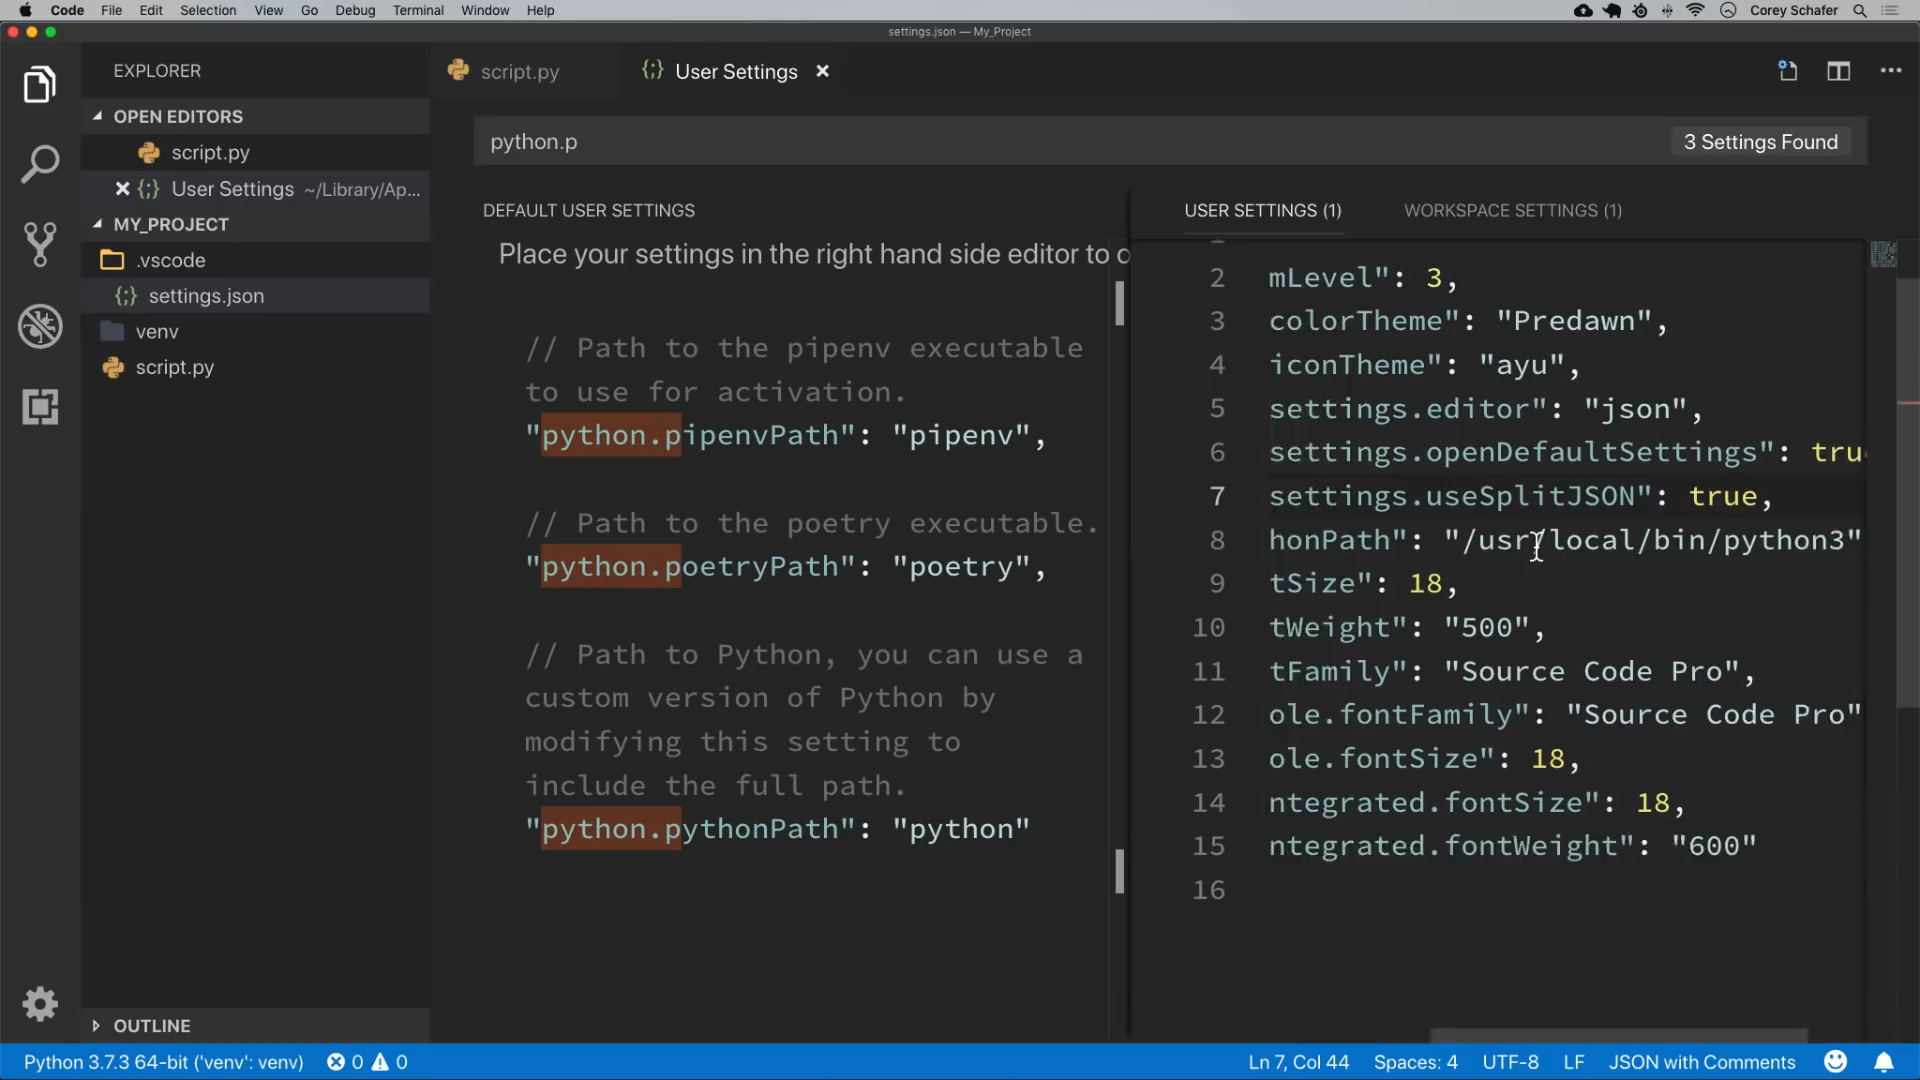 Code File Edit Selection View Go Debug Terminal Window Help Corey Schafer
settings.json — My_Project
EXPLORER
script.py
User Settings
OPEN EDITORS
script.py
User Settings ~/Library/Ap...
MY_PROJECT
.vscode
settings.json
venv
script.py
OUTLINE
python.p
3 Settings Found
DEFAULT USER SETTINGS
Place your settings in the right hand side editor to o
// Path to the pipenv executable
to use for activation.
"python.pipenvPath": "pipenv",
// Path to the poetry executable.
"python.poetryPath": "poetry",
// Path to Python, you can use a
custom version of Python by
modifying this setting to
include the full path.
"python.pythonPath": "python"
USER SETTINGS (1) WORKSPACE SETTINGS (1)
2 mLevel": 3,
3 colorTheme": "Predawn",
4 iconTheme": "ayu",
5 settings.editor": "json",
6 settings.openDefaultSettings": tru
7 settings.useSplitJSON": true,
8 honPath": "/usr/local/bin/python3"
9 tSize": 18,
10 tWeight": "500",
11 tFamily": "Source Code Pro",
12 ole.fontFamily": "Source Code Pro"
13 ole.fontSize": 18,
14 ntegrated.fontSize": 18,
15 ntegrated.fontWeight": "600"
16
Python 3.7.3 64-bit ('venv': venv) 0 0 Ln 7, Col 44 Spaces: 4 UTF-8 LF JSON with Comments